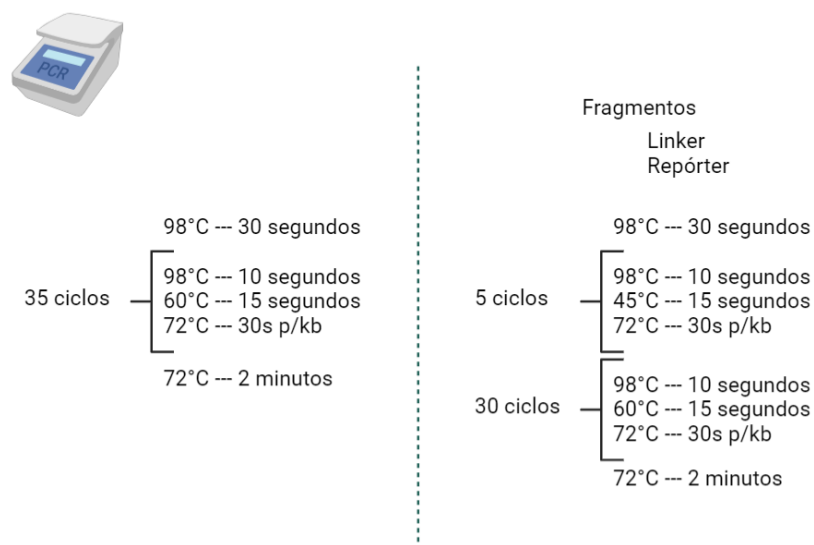 PCR
98°C --- 30 segundos
35 ciclos
98°C --- 10 segundos
60°C --- 15 segundos
72°C --- 30s p/kb
72°C --- 2 minutos
Fragmentos
Linker
Repórter
98°C --- 30 segundos
5 ciclos
98°C --- 10 segundos
45°C --- 15 segundos
72°C --- 30s p/kb
30 ciclos
98°C --- 10 segundos
60°C --- 15 segundos
72°C --- 30s p/kb
72°C --- 2 minutos